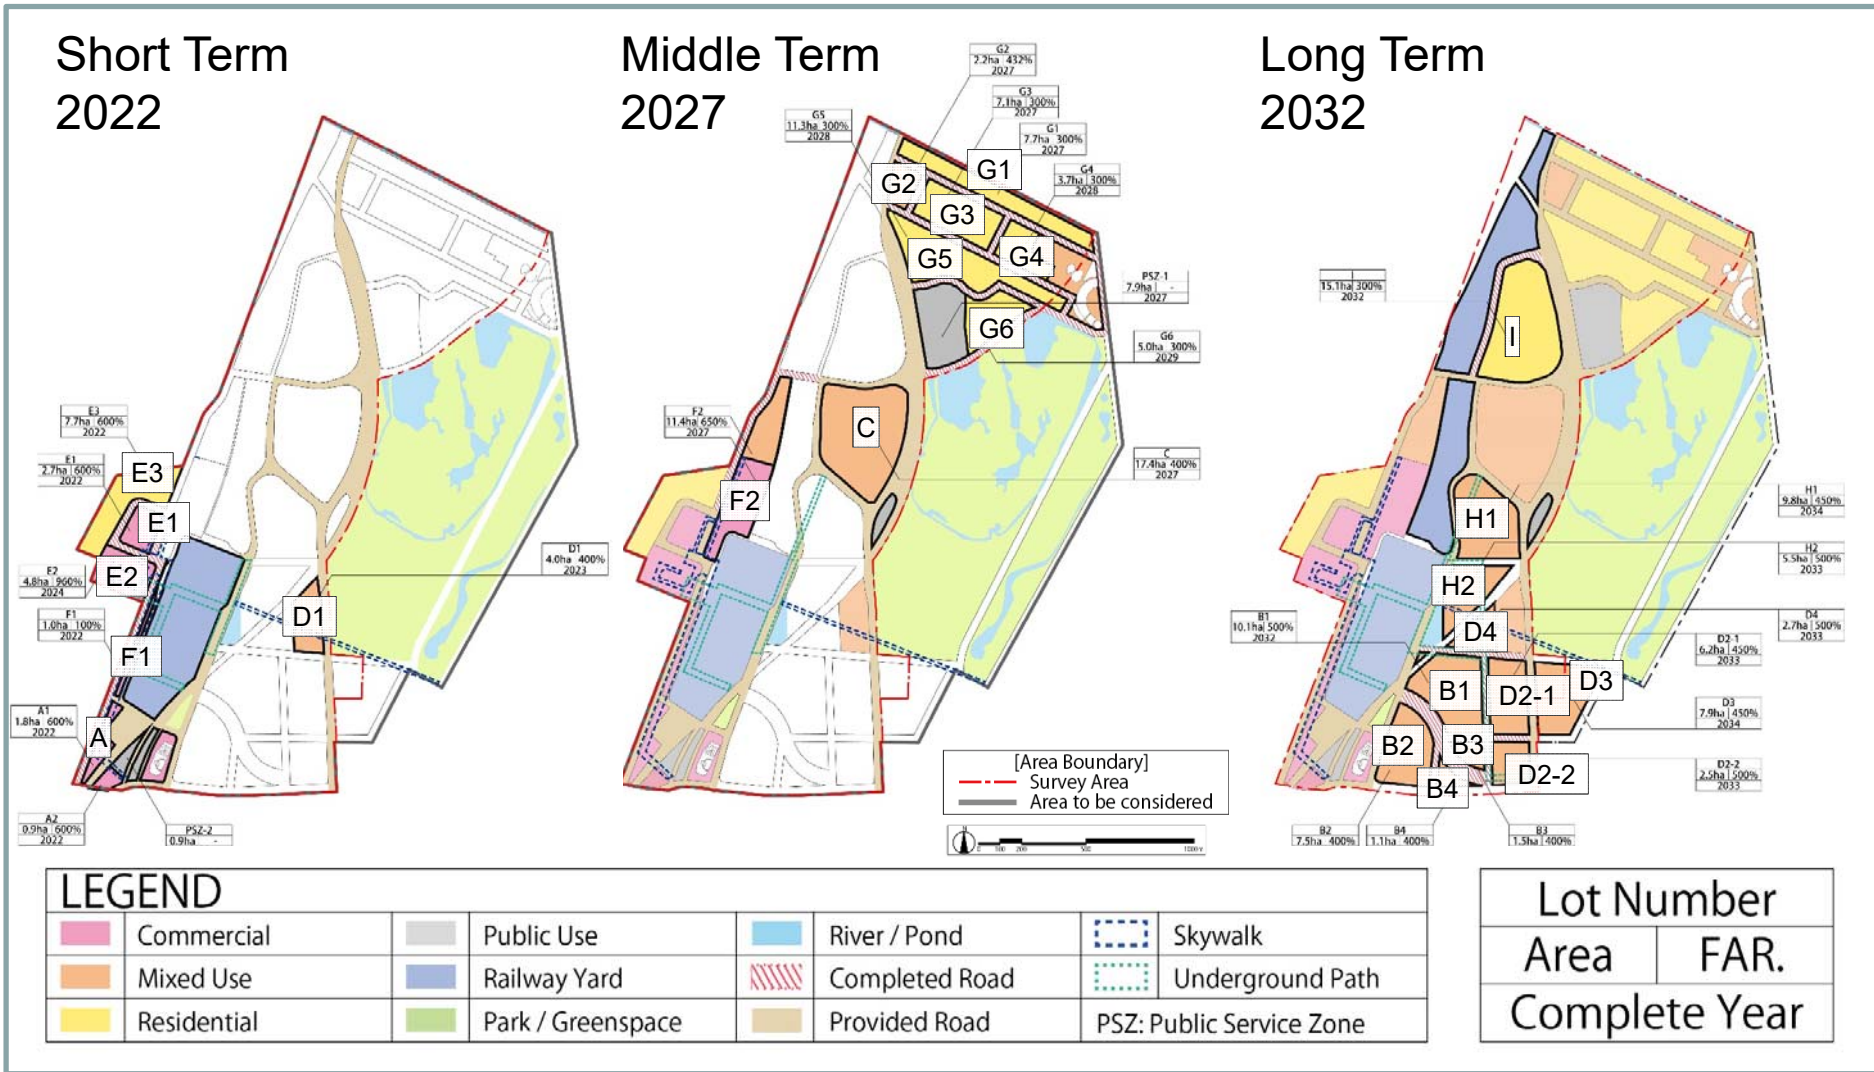 Short Term
2022
E3
7.7ha 600%
2022
E1
2.7ha 600%
2022
E2
4.8ha 960%
2024
F1
1.0ha 100%
2022
A1
1.8ha 600%
2022
A2
0.9ha 600%
2022
PSZ-2
0.9ha -
D1
4.0ha 400%
2023
E3
E1
E2
F1
A
D1
Middle Term
2027
G2
2.2ha 432%
2027
G3
7.1ha 300%
2027
G5
11.3ha 300%
2028
G1
7.7ha 300%
2027
G4
3.7ha 300%
2028
PSZ-1
7.9ha -
2027
G6
5.0ha 300%
2029
F2
11.4ha 650%
2027
C
17.4ha 400%
2027
G1
G2
G3
G5
G4
G6
C
F2
[Area Boundary]
Survey Area
Area to be considered
N
0 100 200 500 1000m
Long Term
2032
I
15.1ha 300%
2032
H1
9.8ha 450%
2034
H2
5.5ha 500%
2033
B1
10.1ha 500%
2032
D4
2.7ha 500%
2033
D2-1
6.2ha 450%
2033
D3
7.9ha 450%
2034
D2-2
2.5ha 500%
2033
B2
7.5ha 400%
B4
1.1ha 400%
B3
1.5ha 400%
I
H1
H2
D4
D3
B1
D2-1
B2
B3
D2-2
B4
LEGEND
Commercial
Public Use
River / Pond
Skywalk
Mixed Use
Railway Yard
Completed Road
Underground Path
Residential
Park / Greenspace
Provided Road
PSZ: Public Service Zone
Lot Number
Area FAR.
Complete Year